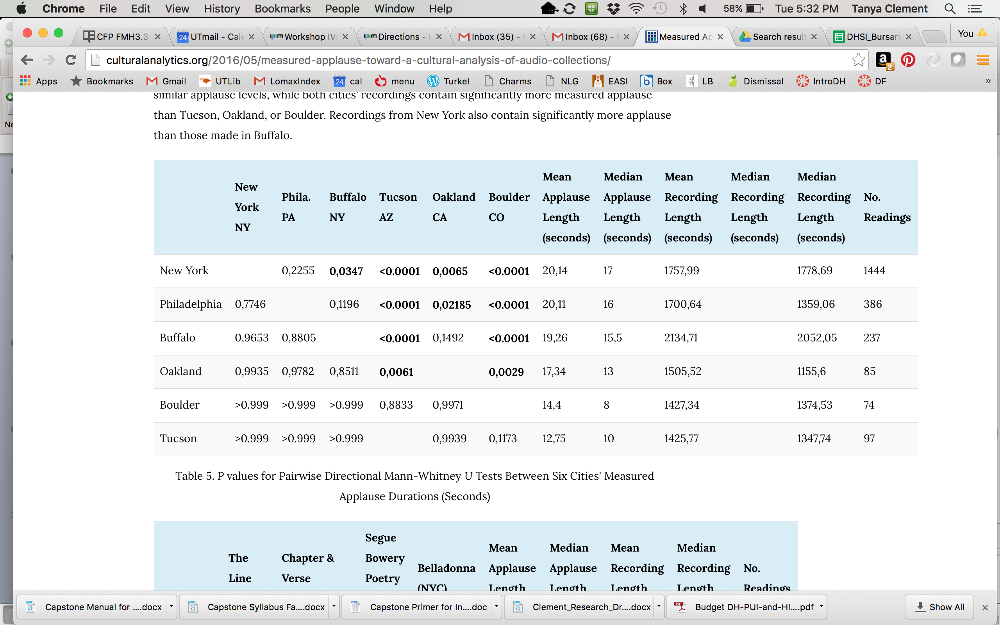 Chrome File Edit View History Bookmarks People Window Help 58% Tue 5:32 PM Tanya Clement
CFP FMH3.3 UTmail - Cale Workshop IV: Directions - Inbox (35) - Inbox (68) - Measured Ap Search result DHSI_Bursari You
culturalanalytics.org/2016/05/measured-applause-toward-a-cultural-analysis-of-audio-collections/ 2
Apps Bookmarks Gmail UTLib LomaxIndex 24 cal menu Turkel Charms NLG EASI Box LB Dismissal IntroDH DF »
similar applause levels, while both cities' recordings contain significantly more measured applause
than Tucson, Oakland, or Boulder. Recordings from New York also contain significantly more applause
than those made in Buffalo.
New York NY Phila. PA Buffalo NY Tucson AZ Oakland CA Boulder CO Mean Applause Length (seconds) Median Applause Length (seconds) Mean Recording Length (seconds) Median Recording Length (seconds) Median Recording Length (seconds) No. Readings
New York 0,2255 0,0347 <0.0001 0,0065 <0.0001 20,14 17 1757,99 1778,69 1444
Philadelphia 0,7746 0,1196 <0.0001 0,02185 <0.0001 20,11 16 1700,64 1359,06 386
Buffalo 0,9653 0,8805 <0.0001 0,1492 <0.0001 19,26 15,5 2134,71 2052,05 237
Oakland 0,9935 0,9782 0,8511 0,0061 0,0029 17,34 13 1505,52 1155,6 85
Boulder >0.999 >0.999 >0.999 0,8833 0,9971 14,4 8 1427,34 1374,53 74
Tucson >0.999 >0.999 >0.999 0,9939 0,1173 12,75 10 1425,77 1347,74 97
Table 5. P values for Pairwise Directional Mann-Whitney U Tests Between Six Cities' Measured
Applause Durations (Seconds)
The Line Chapter & Verse Segue Bowery Poetry Belladonna (NYC) Mean Applause Length Median Applause Length Mean Recording Length Median Recording Length No. Readings
Capstone Manual for ....docx Capstone Syllabus Fa....docx Capstone Primer for In....doc Clement_Research_Dr....docx Budget DH-PUI-and-HI....pdf Show All